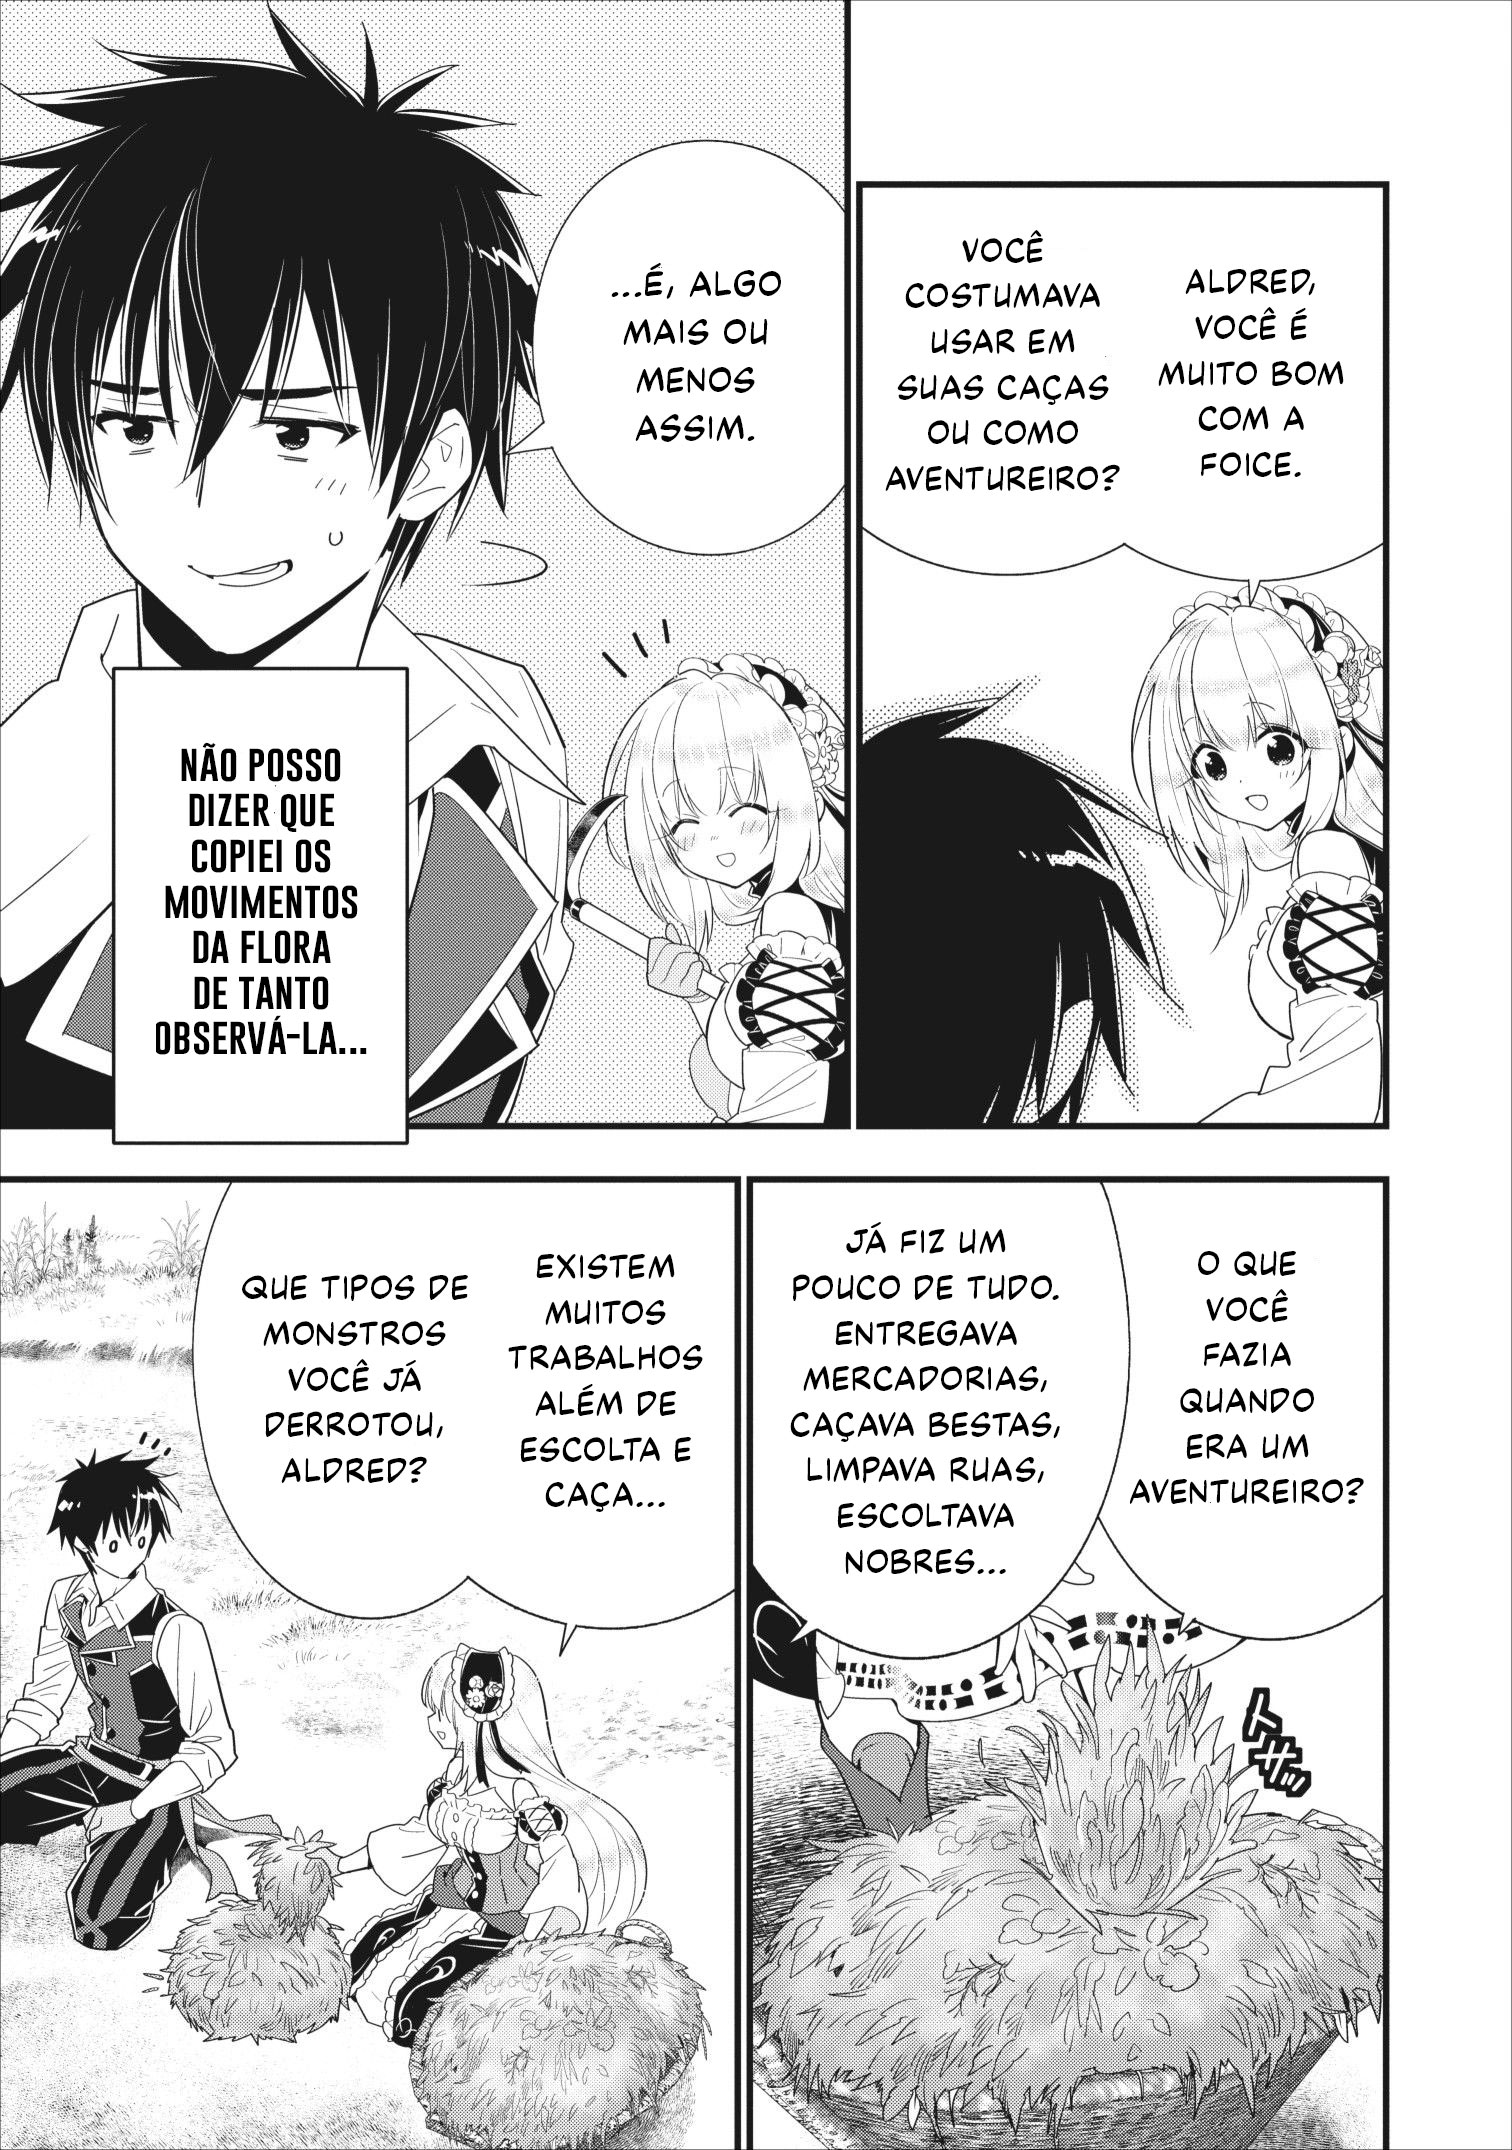 ALDRED,
VOCÊ É
MUITO BOM
COM A
FOICE.
VOCÊ
COSTUMAVA
USAR EM
SUAS CAÇAS
OU COMO
AVENTUREIRO?
...É, ALGO
MAIS OU
MENOS
ASSIM.
NÃO POSSO
DIZER QUE
COPIEI OS
MOVIMENTOS
DA FLORA
DE TANTO
OBSERVÁ-LA...
O QUE
VOCÊ
FAZIA
QUANDO
ERA UM
AVENTUREIRO?
JÁ FIZ UM
POUCO DE TUDO.
ENTREGAVA
MERCADORIAS,
CAÇAVA BESTAS,
LIMPAVA RUAS,
ESCOLTAVA
NOBRES...
トサッ
EXISTEM
MUITOS
TRABALHOS
ALÉM DE
ESCOLTA E
CAÇA...
QUE TIPOS DE
MONSTROS
VOCÊ JÁ
DERROTOU,
ALDRED?